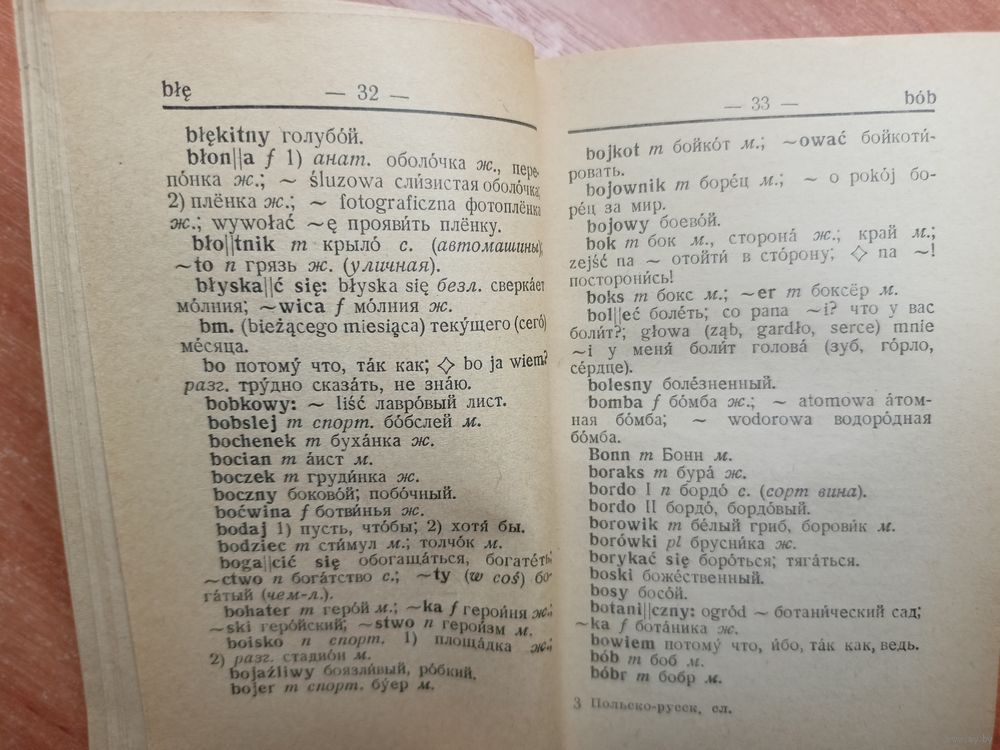 błę — 32 —
błękitny голубо́й.
błon||a f 1) анат. оболо́чка ж., пере-
по́нка ж.; ~ śluzowa сли́зистая оболо́чка;
2) плёнка ж.; ~ fotograficzna фотоплёнка
ж.; wywołać ~ę прояви́ть плёнку.
bło||tnik m крыло́ с. (автомашины);
~to n грязь ж. (уличная).
błyska||ć się: błyska się безл. сверка́ет
мо́лния; ~wica f мо́лния ж.
bm. (bieżącego miesiąca) теку́щего (сего́)
ме́сяца.
bo потому́ что, та́к как; ◇ bo ja wiem?
разг. тру́дно сказа́ть, не зна́ю.
bobkowy: ~ liść лавро́вый лист.
bobslej m спорт. бо́бслей м.
bochenek m буха́нка ж.
bocian m а́ист м.
boczek m груди́нка ж.
boczny боково́й; побо́чный.
boćwina f ботви́нья ж.
bodaj 1) пусть, что́бы; 2) хотя́ бы.
bodziec m сти́мул м.; толчо́к м.
boga||cić się обогаща́ться, богате́ть;
~ctwo n бога́тство с.; ~ty (w coś) бо-
га́тый (чем-л.).
bohater m геро́й м.; ~ka f герои́ня ж.;
~ski геро́йский; ~stwo n герои́зм м.
boisko n спорт. 1) площа́дка ж.;
2) разг. стадио́н м.
bojaźliwy боязли́вый, ро́бкий.
bojer m спорт. бу́ер м.
— 33 — bób
bojkot m бойко́т м.; ~ować бойкоти́-
ровать.
bojownik m боре́ц м.; ~ o pokój бо-
ре́ц за мир.
bojowy боево́й.
bok m бок м., сторона́ ж.; край м.;
zejść na ~ отойти́ в сто́рону; ◇ na ~!
посторони́сь!
boks m бокс м.; ~er m боксёр м.
bol||eć боле́ть; co pana ~i? что у вас
боли́т?; głowa (ząb, gardło, serce) mnie
~i у меня́ боли́т голова́ (зуб, го́рло,
се́рдце).
bolesny боле́зненный.
bomba f бо́мба ж.; ~ atomowa а́том-
ная бо́мба; ~ wodorowa водоро́дная
бо́мба.
Bonn m Бонн м.
boraks m бура́ ж.
bordo I n бордо́ с. (сорт вина).
bordo II бордо́, бордо́вый.
borowik m бе́лый гриб, борови́к м.
borówki pl брусни́ка ж.
borykać się боро́ться; тяга́ться.
boski боже́ственный.
bosy босо́й.
botani||czny: ogród ~ ботани́ческий сад;
~ka f бота́ника ж.
bowiem потому́ что, и́бо, та́к как, ведь.
bób m боб м.
bóbr m бобр м.
3 Польско-русск. сл.